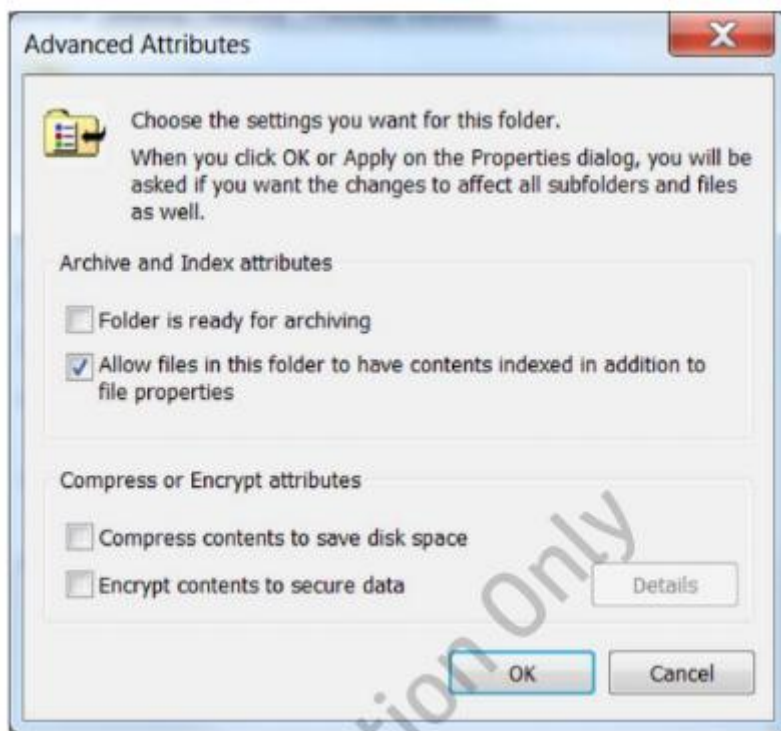 Advanced Attributes
Choose the settings you want for this folder.
When you click OK or Apply on the Properties dialog, you will be
asked if you want the changes to affect all subfolders and files
as well.
Archive and Index attributes
Folder is ready for archiving
Allow files in this folder to have contents indexed in addition to
file properties
Compress or Encrypt attributes
Compress contents to save disk space
Encrypt contents to secure data
Details
OK
Cancel
Only